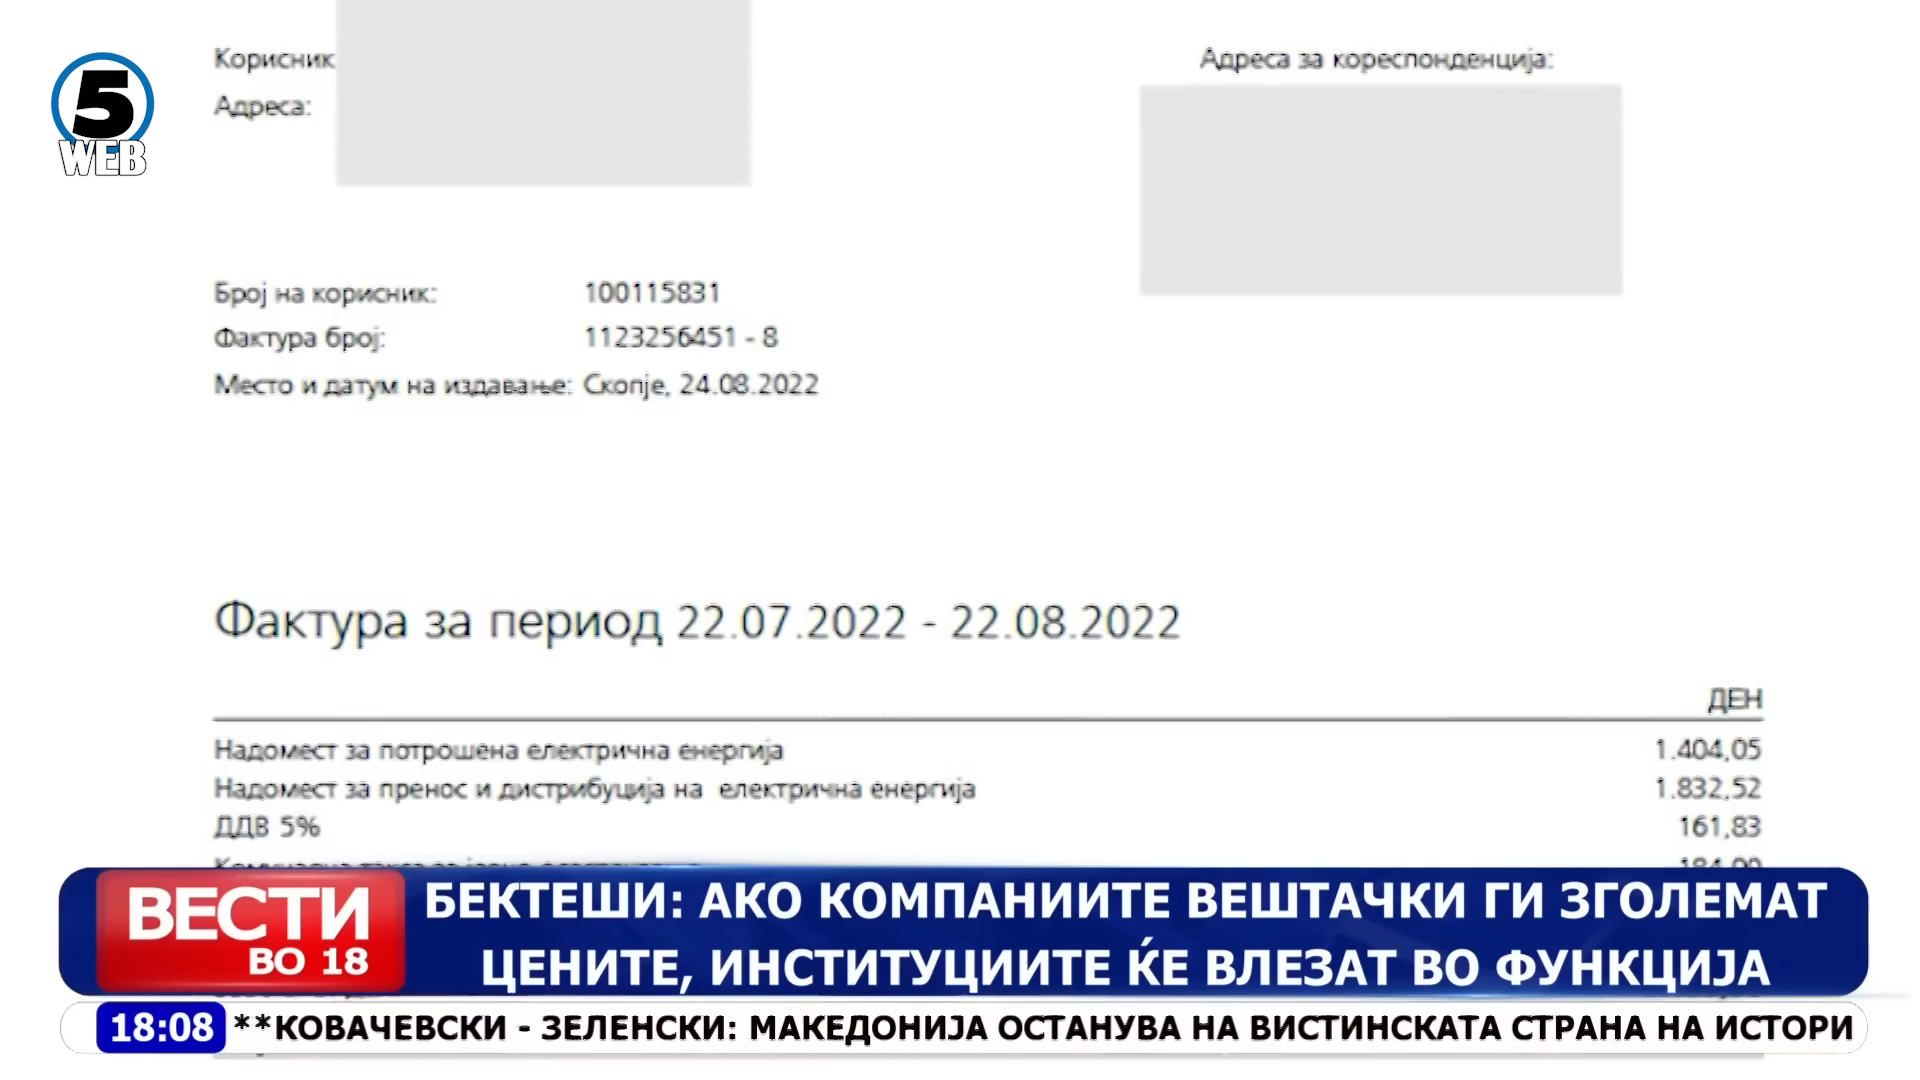 5
WEB
Корисник
Адреса:
Адреса за кореспонденција:
Број на корисник: 100115831
Фактура број: 1123256451 - 8
Место и датум на издавање: Скопје, 24.08.2022
Фактура за период 22.07.2022 - 22.08.2022
ДЕН
Надомест за потрошена електрична енергија 1.404,05
Надомест за пренос и дистрибуција на електрична енергија 1.832,52
ДДВ 5% 161,83
ВЕСТИ
ВО 18
БЕКТЕШИ: АКО КОМПАНИИТЕ ВЕШТАЧКИ ГИ ЗГОЛЕМАТ
ЦЕНИТЕ, ИНСТИТУЦИИТЕ ЌЕ ВЛЕЗАТ ВО ФУНКЦИЈА
18:08 **КОВАЧЕВСКИ - ЗЕЛЕНСКИ: МАКЕДОНИЈА ОСТАНУВА НА ВИСТИНСКАТА СТРАНА НА ИСТОРИ